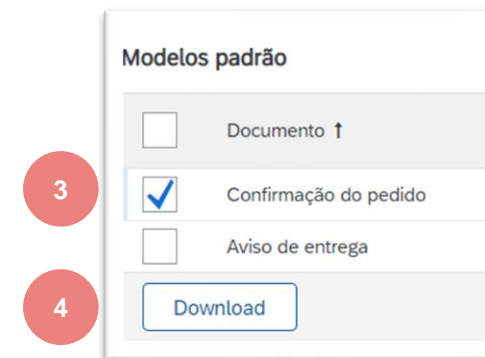 Modelos padrão
Documento ↑
3
Confirmação do pedido
Aviso de entrega
4
Download